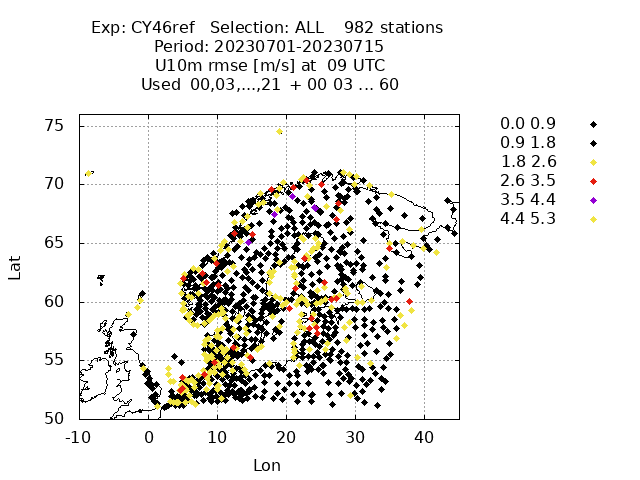 Exp: CY46ref Selection: ALL 982 stations
Period: 20230701-20230715
U10m rmse [m/s] at 09 UTC
Used 00,03,...,21 + 00 03 ... 60
0.0 0.9
0.9 1.8
1.8 2.6
2.6 3.5
3.5 4.4
4.4 5.3
75
70
65
60
55
50
Lat
-10 0 10 20 30 40
Lon